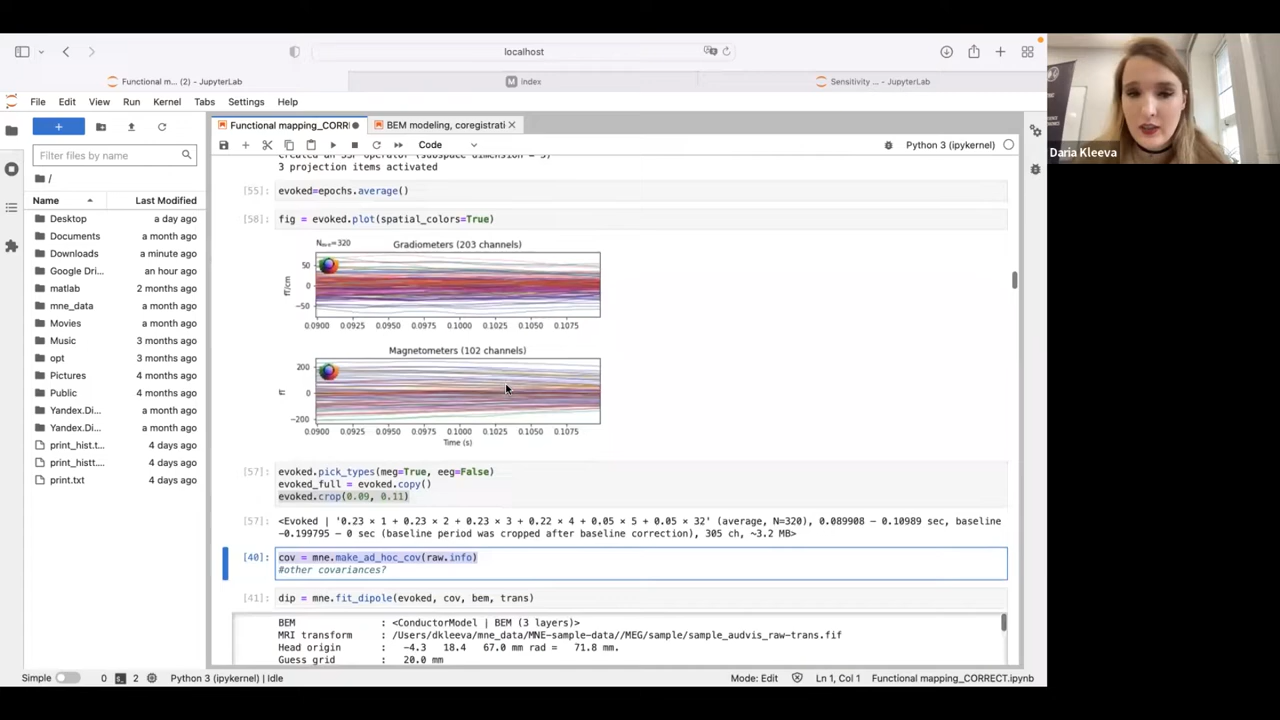 localhost
Functional m... (2) - JupyterLab
index
Sensitivity ... - JupyterLab
File Edit View Run Kernel Tabs Settings Help
Functional mapping_CORR
BEM modeling, coregistrati
Code
Python 3 (ipykernel)
Daria Kleeva
Filter files by name
/
Name Last Modified
Desktop a day ago
Documents a month ago
Downloads a minute ago
Google Dri... an hour ago
matlab 2 months ago
mne_data a month ago
Movies a month ago
Music 3 months ago
opt a month ago
Pictures 4 months ago
Public 4 months ago
Yandex.Di... a month ago
Yandex.Di... a month ago
print_hist.t... 4 days ago
print_histt.... 4 days ago
print.txt 4 days ago
3 projection items activated
[55]: evoked=epochs.average()
[58]: fig = evoked.plot(spatial_colors=True)
Nave=320
Gradiometers (203 channels)
fT/cm
50
0
−50
0.0900 0.0925 0.0950 0.0975 0.1000 0.1025 0.1050 0.1075
Magnetometers (102 channels)
fT
200
0
−200
0.0900 0.0925 0.0950 0.0975 0.1000 0.1025 0.1050 0.1075
Time (s)
[57]: evoked.pick_types(meg=True, eeg=False)
evoked_full = evoked.copy()
evoked.crop(0.09, 0.11)
[57]: <Evoked | '0.23 × 1 + 0.23 × 2 + 0.23 × 3 + 0.22 × 4 + 0.05 × 5 + 0.05 × 32' (average, N=320), 0.089908 – 0.10989 sec, baseline
-0.199795 – 0 sec (baseline period was cropped after baseline correction), 305 ch, ~3.2 MB>
[40]: cov = mne.make_ad_hoc_cov(raw.info)
#other covariances?
[41]: dip = mne.fit_dipole(evoked, cov, bem, trans)
BEM : <ConductorModel | BEM (3 layers)>
MRI transform : /Users/dkleeva/mne_data/MNE-sample-data//MEG/sample/sample_audvis_raw-trans.fif
Head origin : -4.3 18.4 67.0 mm rad = 71.8 mm.
Guess grid : 20.0 mm
Simple 0 2 Python 3 (ipykernel) | Idle
Mode: Edit Ln 1, Col 1 Functional mapping_CORRECT.ipynb